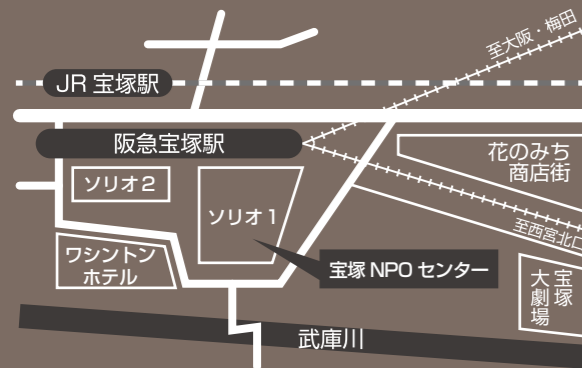 至大阪・梅田
JR 宝塚駅
阪急宝塚駅
花のみち
商店街
ソリオ2
ソリオ1
至西宮北口
ワシントン
ホテル
宝塚 NPO センター
宝塚
大劇場
武庫川